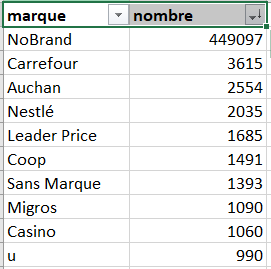 marque nombre
NoBrand 449097
Carrefour 3615
Auchan 2554
Nestlé 2035
Leader Price 1685
Coop 1491
Sans Marque 1393
Migros 1090
Casino 1060
u 990